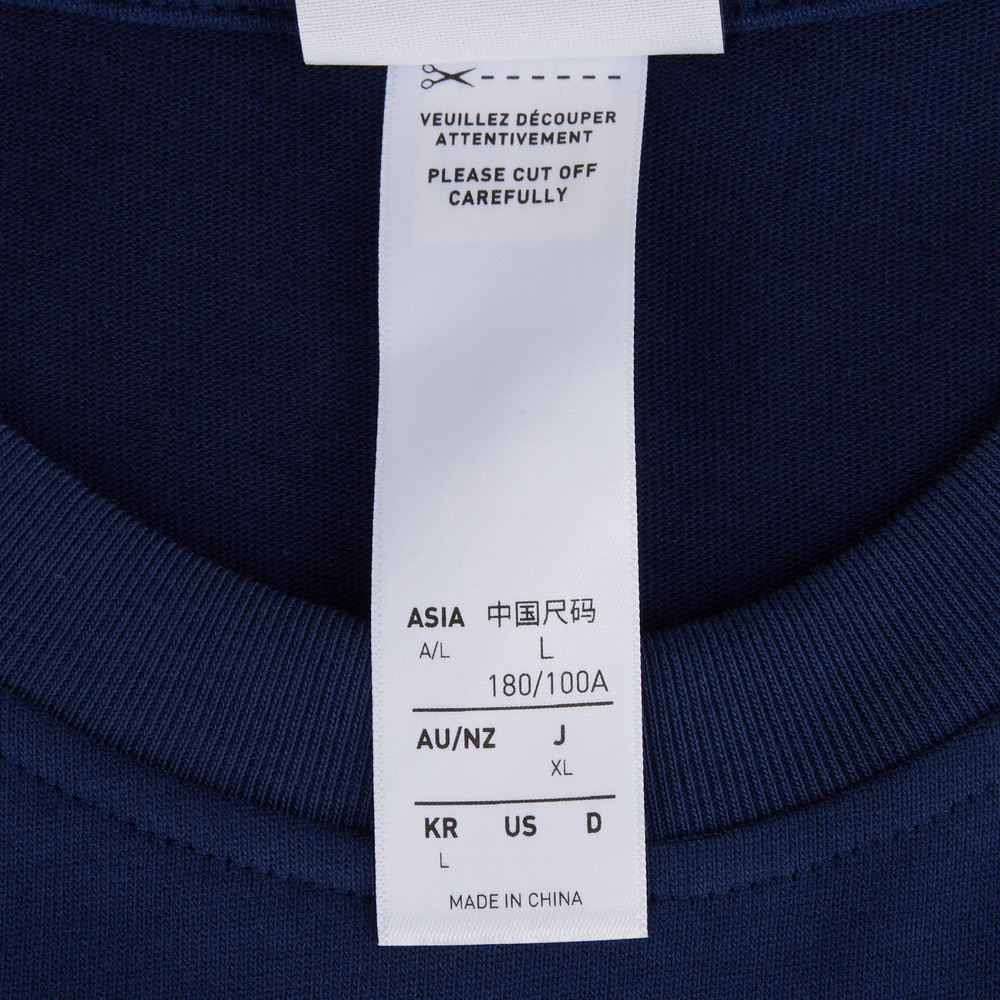 VEUILLEZ DÉCOUPER
ATTENTIVEMENT
PLEASE CUT OFF
CAREFULLY
ASIA 中国尺码
A/L L
180/100A
AU/NZ J
XL
KR US D
L
MADE IN CHINA